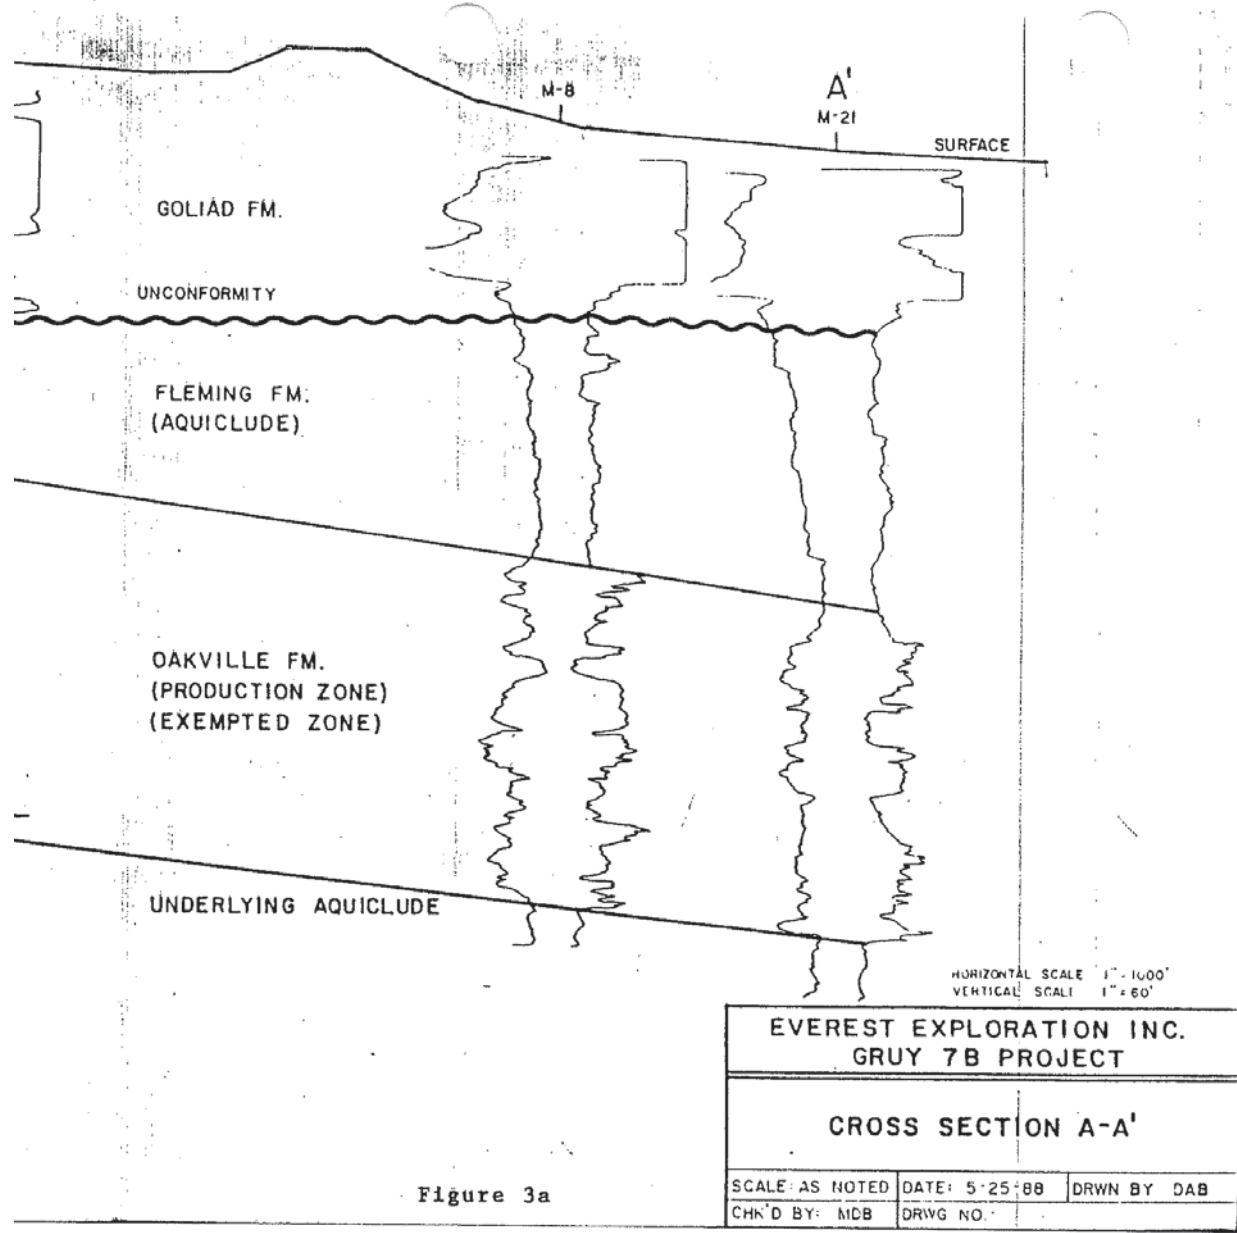 A'
M-8
M-21
SURFACE
GOLIAD FM.
UNCONFORMITY
FLEMING FM.
(AQUICLUDE)
OAKVILLE FM.
(PRODUCTION ZONE)
(EXEMPTED ZONE)
UNDERLYING AQUICLUDE
HORIZONTAL SCALE 1"=1000'
VERTICAL SCALE 1"=60'
EVEREST EXPLORATION INC.
GRUY 7B PROJECT
CROSS SECTION A-A'
SCALE: AS NOTED DATE: 5-25-88 DRWN BY DAB
CHK'D BY: MDB DRWG NO.
Figure 3a